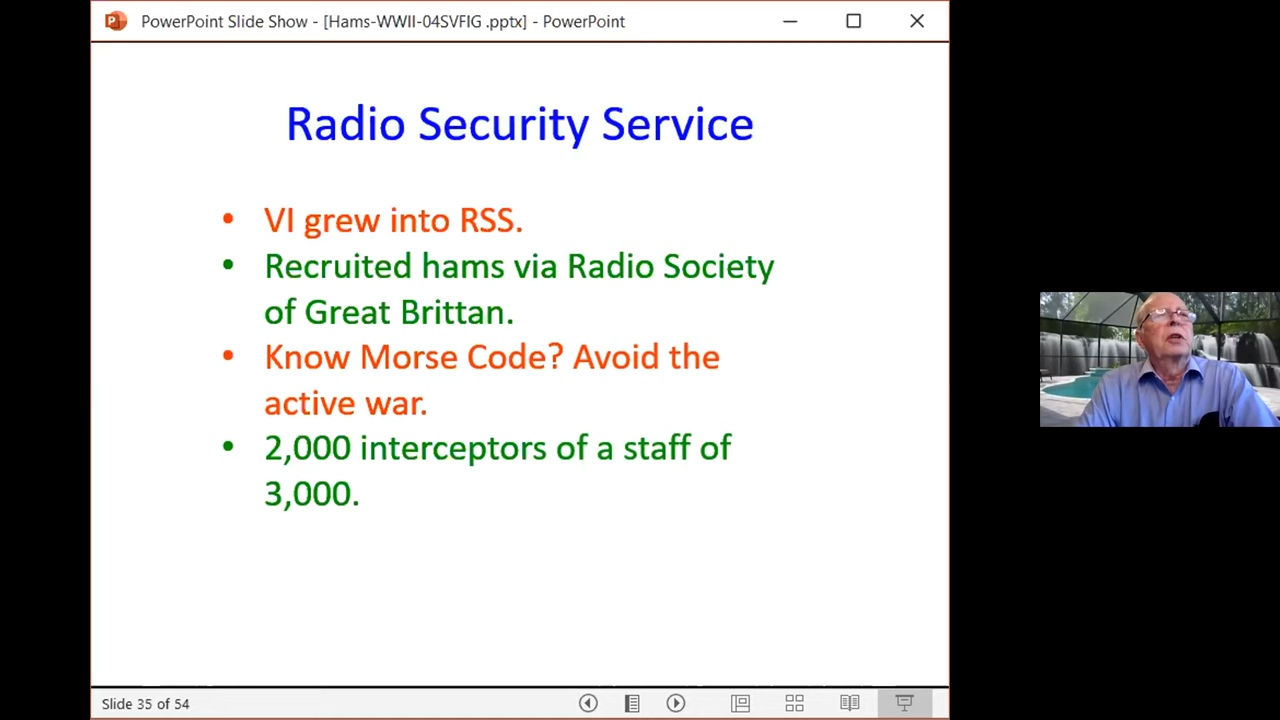 PowerPoint Slide Show - [Hams-WWII-04SVFIG .pptx] - PowerPoint
Radio Security Service
• VI grew into RSS.
• Recruited hams via Radio Society
of Great Brittan.
• Know Morse Code? Avoid the
active war.
• 2,000 interceptors of a staff of
3,000.
Slide 35 of 54